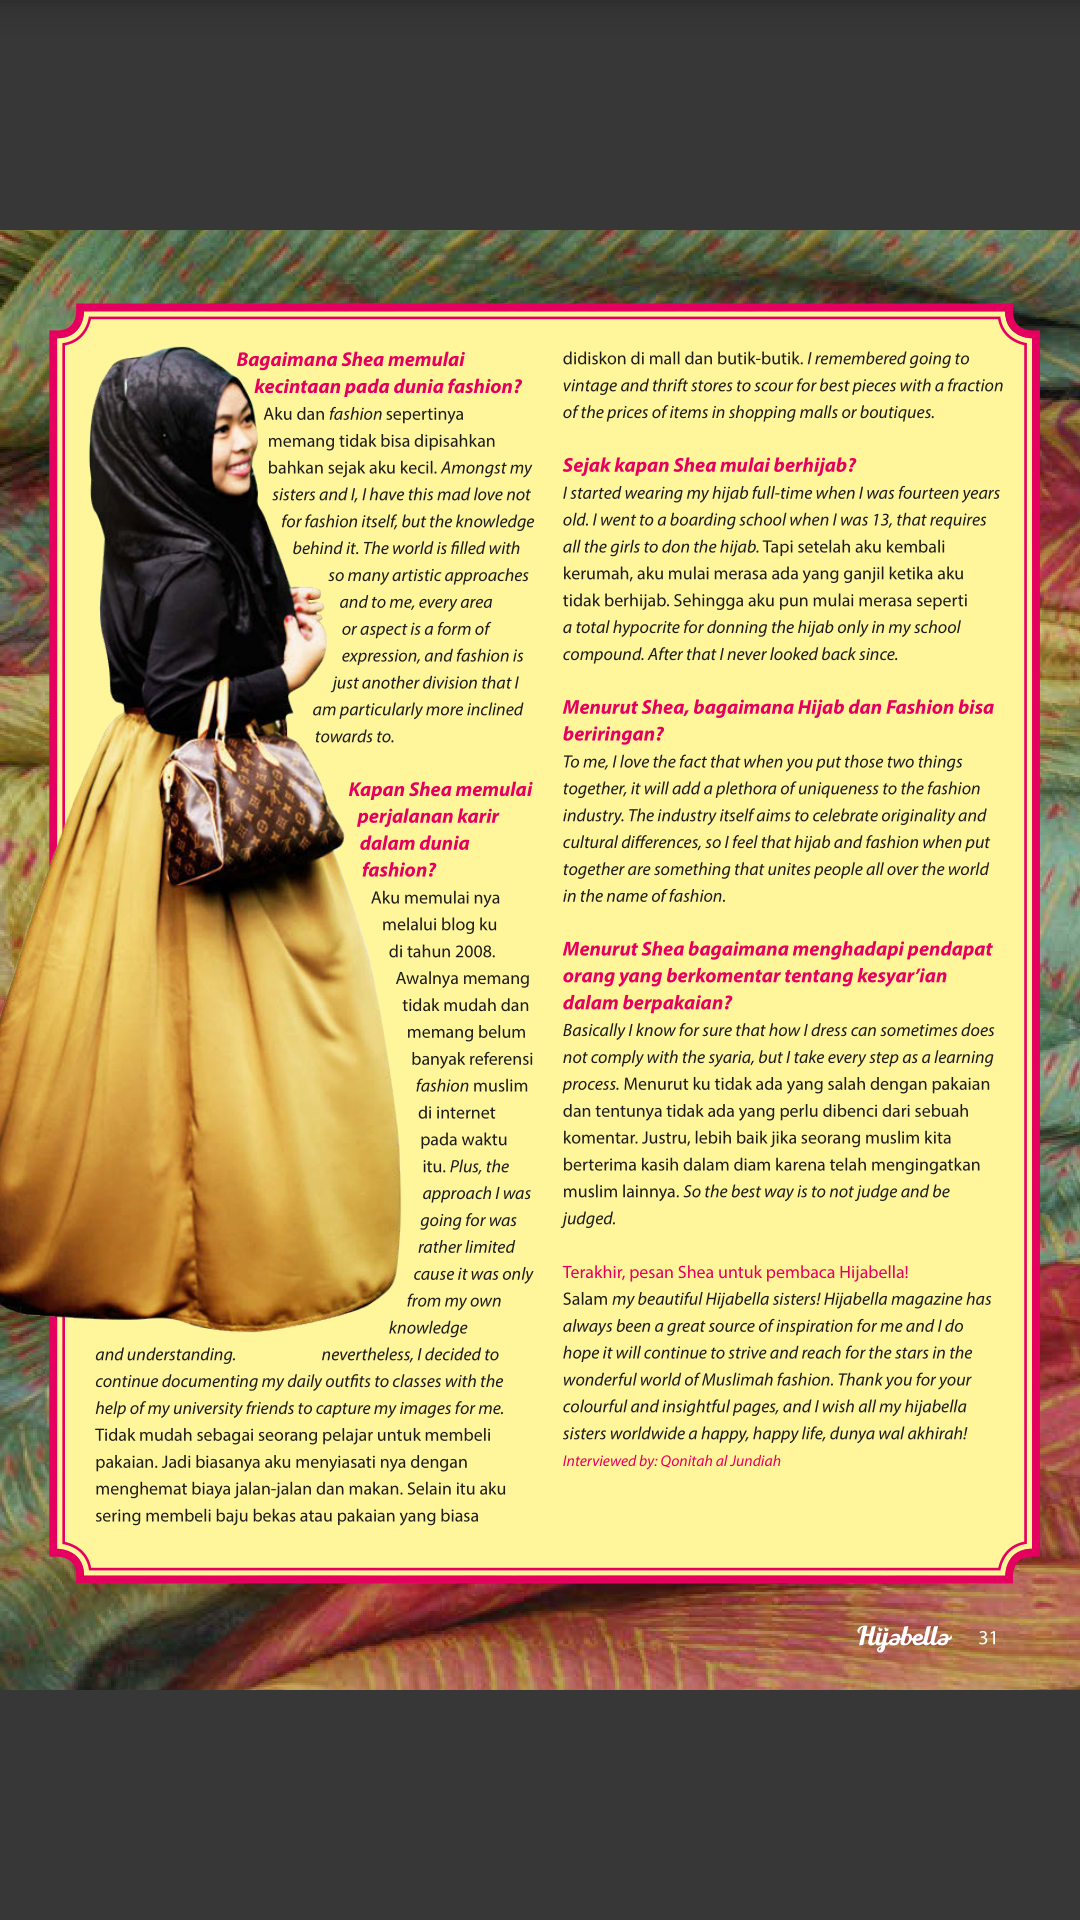 Bagaimana Shea memulai
kecintaan pada dunia fashion?
Aku dan fashion sepertinya
memang tidak bisa dipisahkan
bahkan sejak aku kecil. Amongst my
sisters and I, I have this mad love not
for fashion itself, but the knowledge
behind it. The world is filled with
so many artistic approaches
and to me, every area
or aspect is a form of
expression, and fashion is
just another division that I
am particularly more inclined
towards to.
Kapan Shea memulai
perjalanan karir
dalam dunia
fashion?
Aku memulai nya
melalui blog ku
di tahun 2008.
Awalnya memang
tidak mudah dan
memang belum
banyak referensi
fashion muslim
di internet
pada waktu
itu. Plus, the
approach I was
going for was
rather limited
cause it was only
from my own
knowledge
and understanding. nevertheless, I decided to
continue documenting my daily outfits to classes with the
help of my university friends to capture my images for me.
Tidak mudah sebagai seorang pelajar untuk membeli
pakaian. Jadi biasanya aku menyiasati nya dengan
menghemat biaya jalan-jalan dan makan. Selain itu aku
sering membeli baju bekas atau pakaian yang biasa
didiskon di mall dan butik-butik. I remembered going to
vintage and thrift stores to scour for best pieces with a fraction
of the prices of items in shopping malls or boutiques.
Sejak kapan Shea mulai berhijab?
I started wearing my hijab full-time when I was fourteen years
old. I went to a boarding school when I was 13, that requires
all the girls to don the hijab. Tapi setelah aku kembali
kerumah, aku mulai merasa ada yang ganjil ketika aku
tidak berhijab. Sehingga aku pun mulai merasa seperti
a total hypocrite for donning the hijab only in my school
compound. After that I never looked back since.
Menurut Shea, bagaimana Hijab dan Fashion bisa
beriringan?
To me, I love the fact that when you put those two things
together, it will add a plethora of uniqueness to the fashion
industry. The industry itself aims to celebrate originality and
cultural differences, so I feel that hijab and fashion when put
together are something that unites people all over the world
in the name of fashion.
Menurut Shea bagaimana menghadapi pendapat
orang yang berkomentar tentang kesyar'ian
dalam berpakaian?
Basically I know for sure that how I dress can sometimes does
not comply with the syaria, but I take every step as a learning
process. Menurut ku tidak ada yang salah dengan pakaian
dan tentunya tidak ada yang perlu dibenci dari sebuah
komentar. Justru, lebih baik jika seorang muslim kita
berterima kasih dalam diam karena telah mengingatkan
muslim lainnya. So the best way is to not judge and be
judged.
Terakhir, pesan Shea untuk pembaca Hijabella!
Salam my beautiful Hijabella sisters! Hijabella magazine has
always been a great source of inspiration for me and I do
hope it will continue to strive and reach for the stars in the
wonderful world of Muslimah fashion. Thank you for your
colourful and insightful pages, and I wish all my hijabella
sisters worldwide a happy, happy life, dunya wal akhirah!
Interviewed by: Qonitah al Jundiah
Hijabella 31